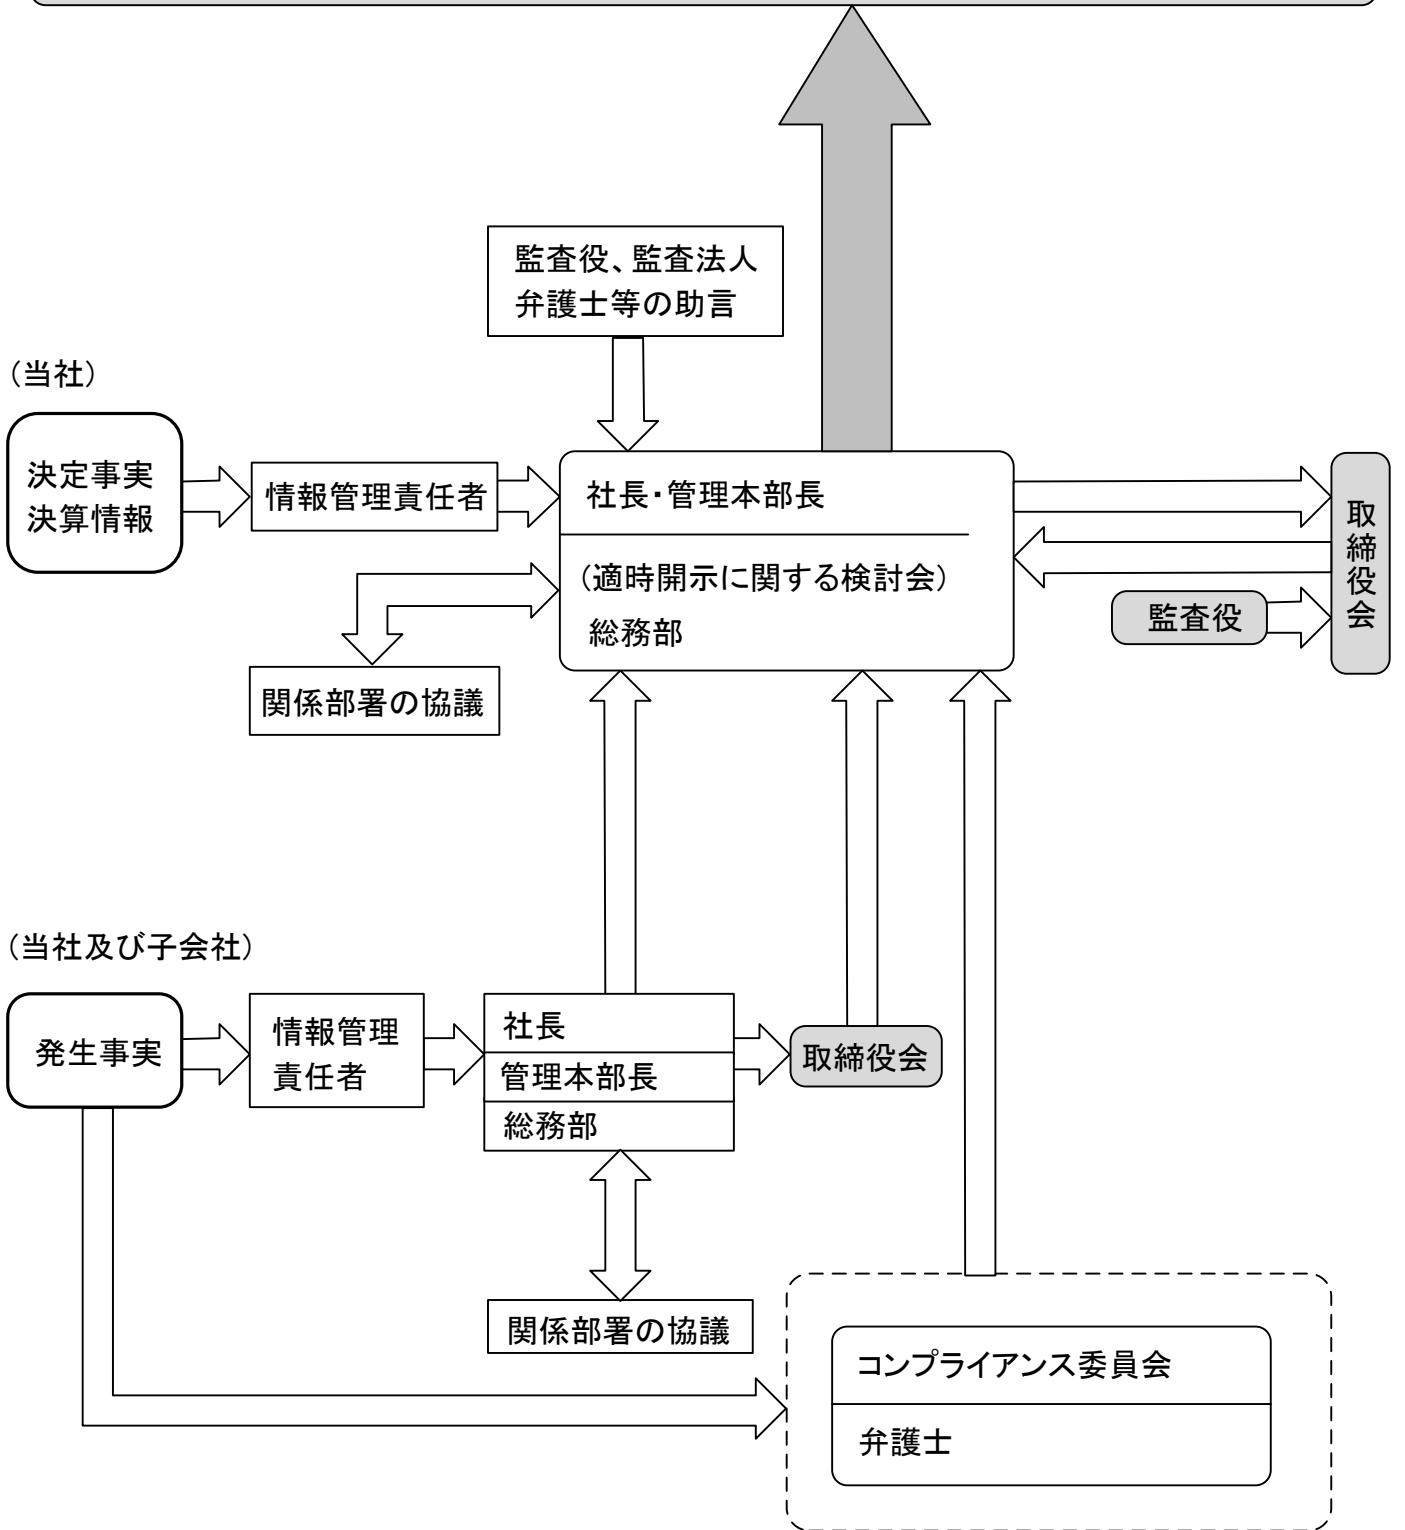 監査役、監査法人
弁護士等の助言
(当社)
決定事実
決算情報
情報管理責任者
社長・管理本部長
(適時開示に関する検討会)
総務部
取締役会
監査役
関係部署の協議
(当社及び子会社)
発生事実
情報管理
責任者
社長
管理本部長
総務部
取締役会
関係部署の協議
コンプライアンス委員会
弁護士